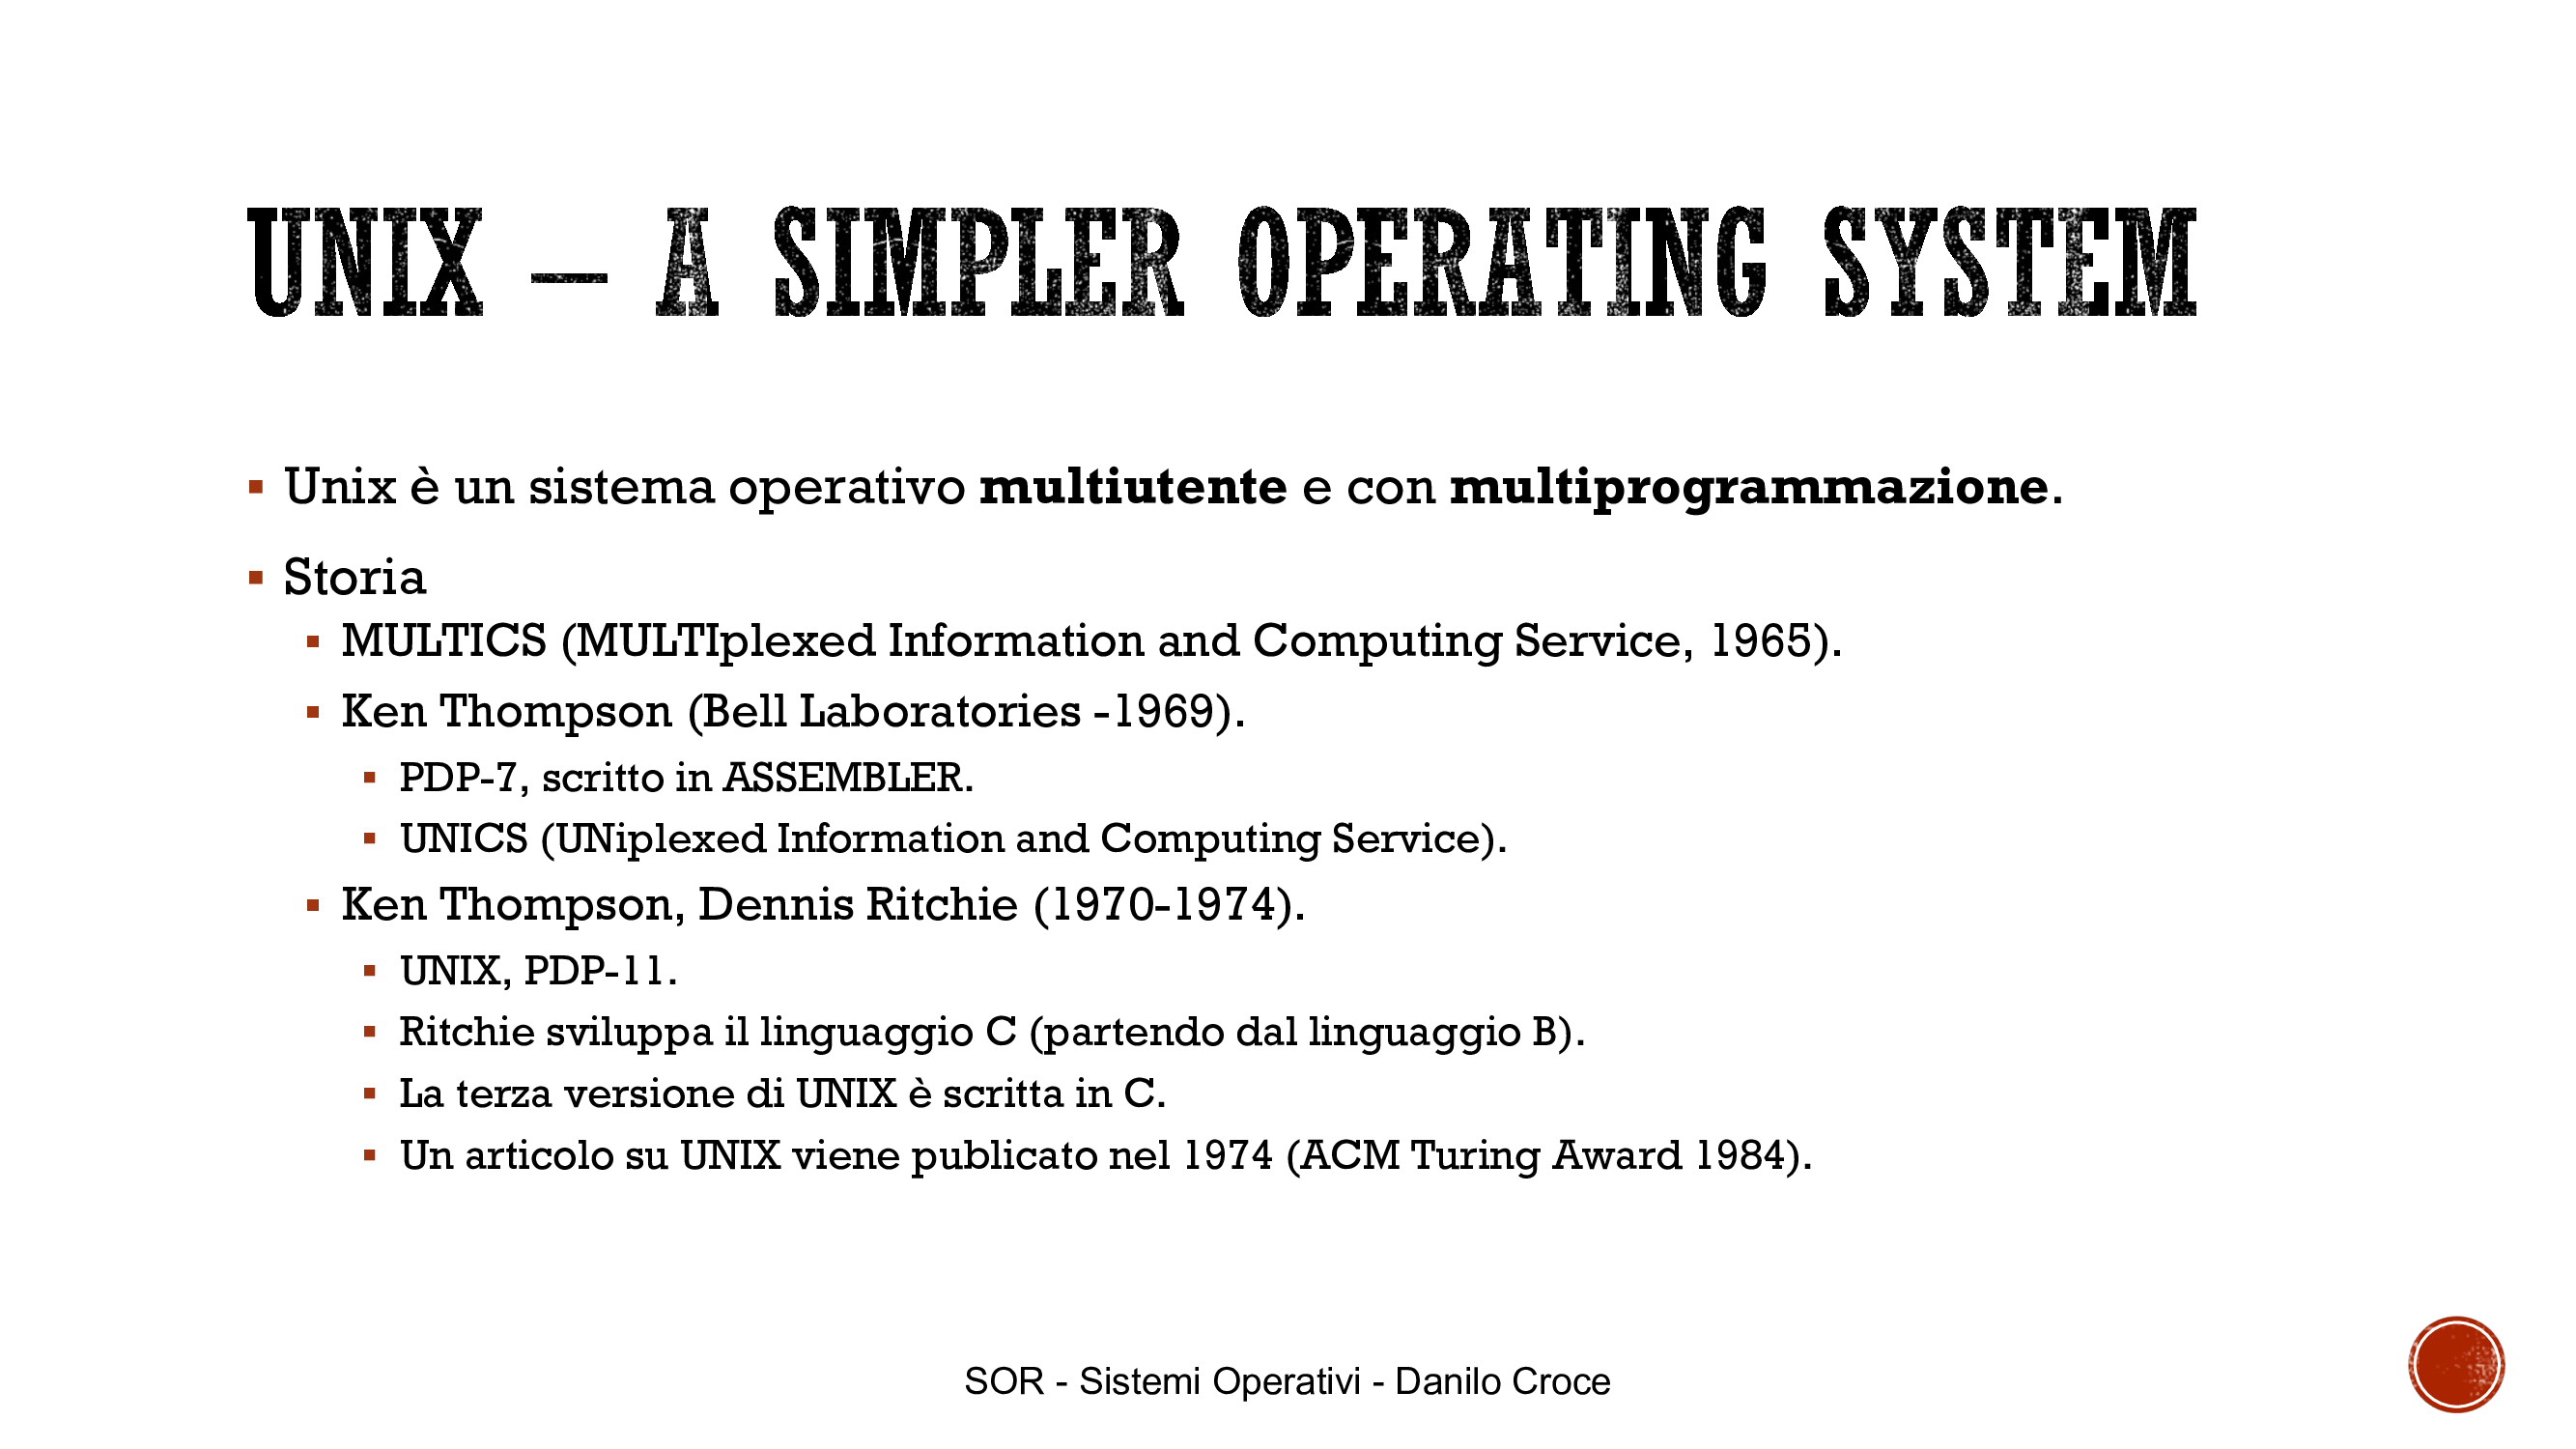 UNIX – A SIMPLER OPERATING SYSTEM
▪ Unix è un sistema operativo multiutente e con multiprogrammazione.
▪ Storia
▪ MULTICS (MULTIplexed Information and Computing Service, 1965).
▪ Ken Thompson (Bell Laboratories -1969).
▪ PDP-7, scritto in ASSEMBLER.
▪ UNICS (UNiplexed Information and Computing Service).
▪ Ken Thompson, Dennis Ritchie (1970-1974).
▪ UNIX, PDP-11.
▪ Ritchie sviluppa il linguaggio C (partendo dal linguaggio B).
▪ La terza versione di UNIX è scritta in C.
▪ Un articolo su UNIX viene publicato nel 1974 (ACM Turing Award 1984).
SOR - Sistemi Operativi - Danilo Croce